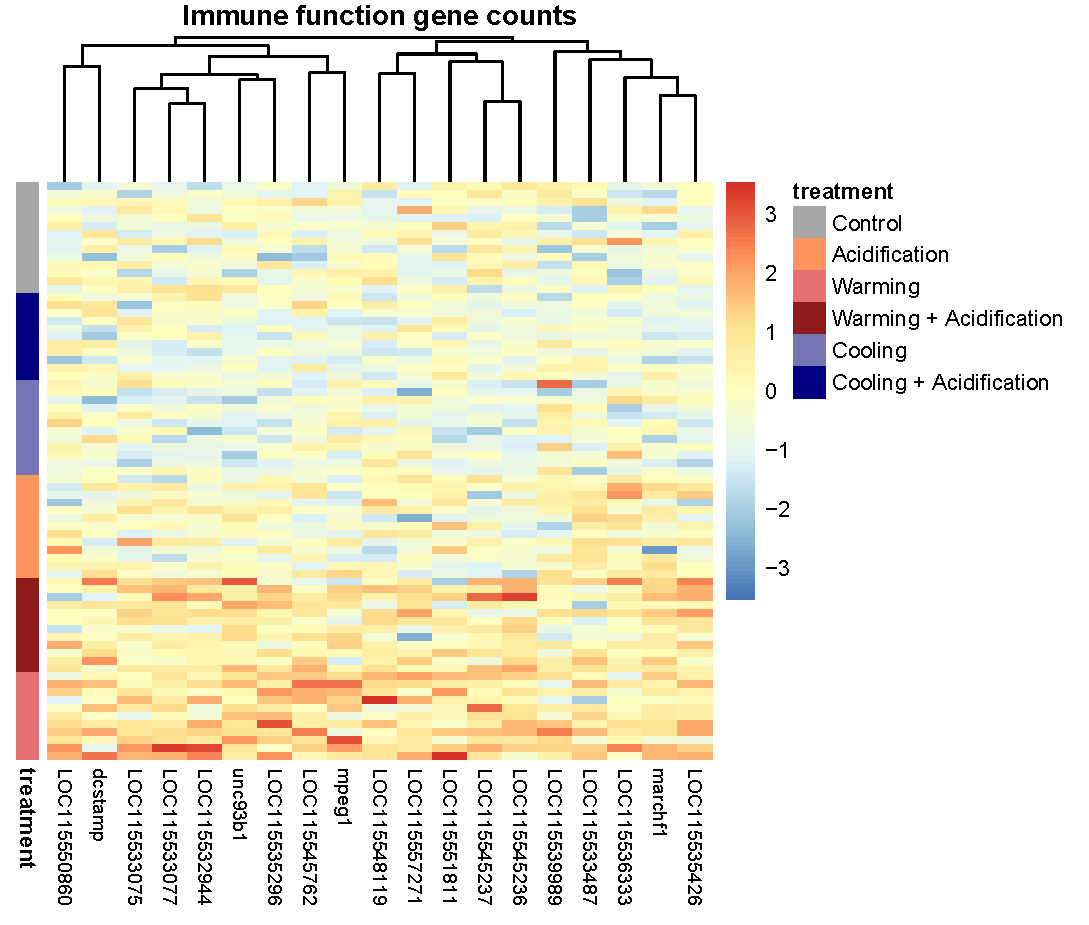 Immune function gene counts
treatment
Control
Acidification
Warming
Warming + Acidification
Cooling
Cooling + Acidification
3
2
1
0
−1
−2
−3
treatment
LOC115550860
dcstamp
LOC115533075
LOC115533077
LOC115532944
unc93b1
LOC115535296
LOC115545762
mpeg1
LOC115548119
LOC115557271
LOC115551811
LOC115545237
LOC115545236
LOC115539989
LOC115533487
LOC115536333
marchf1
LOC115535426